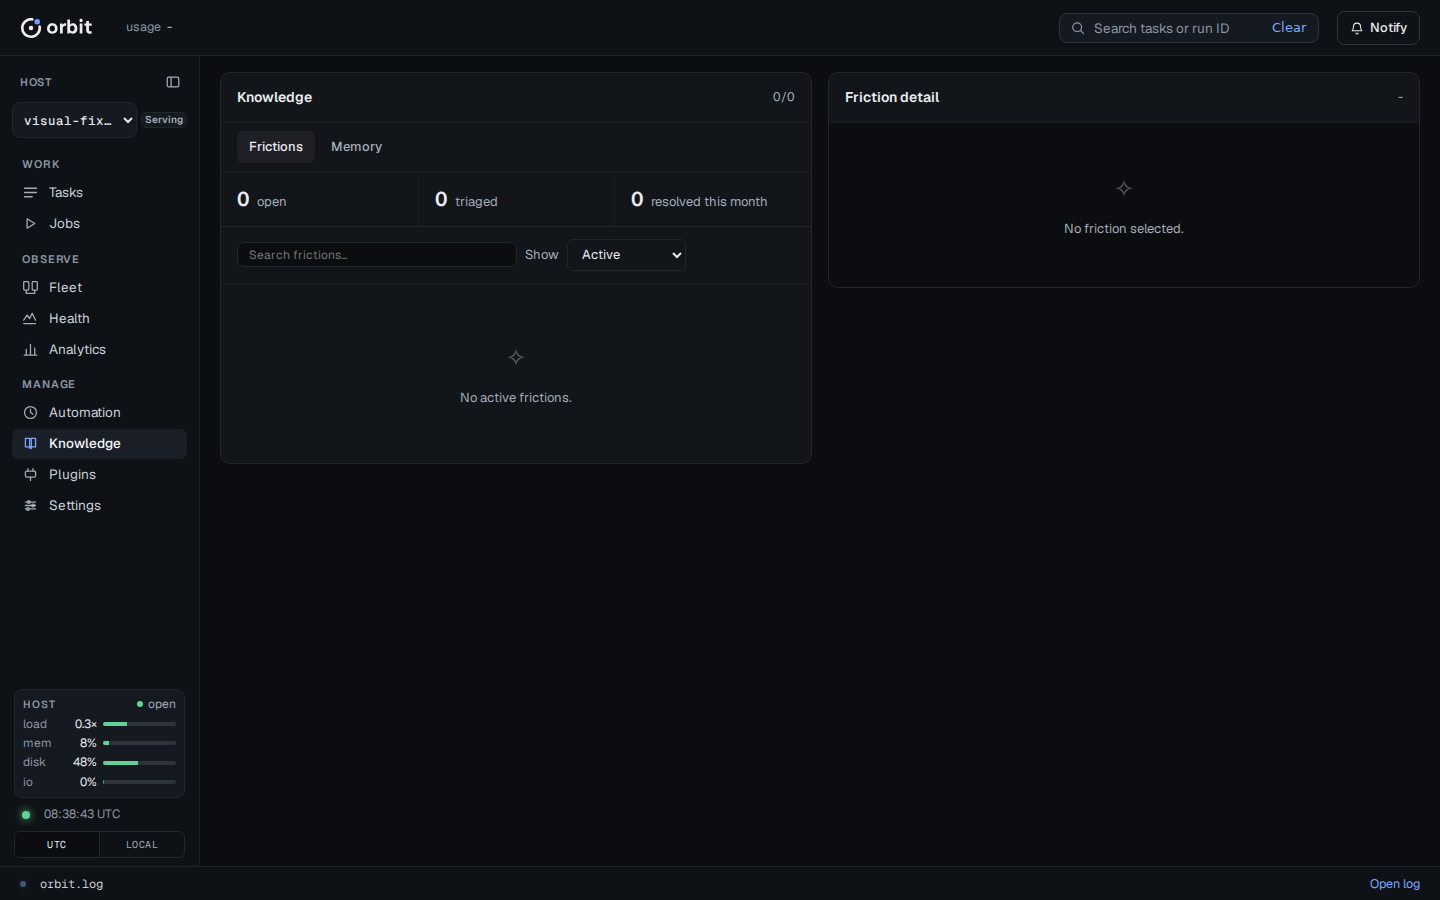 orbit
usage -
Search tasks or run ID
Clear
Notify
HOST
visual-fix…
Serving
WORK
Tasks
Jobs
OBSERVE
Fleet
Health
Analytics
MANAGE
Automation
Knowledge
Plugins
Settings
HOST
open
load 0.3×
mem 8%
disk 48%
io 0%
08:38:43 UTC
UTC LOCAL
Knowledge 0/0
Frictions Memory
0 open 0 triaged 0 resolved this month
Search frictions… Show Active
No active frictions.
Friction detail -
No friction selected.
orbit.log
Open log